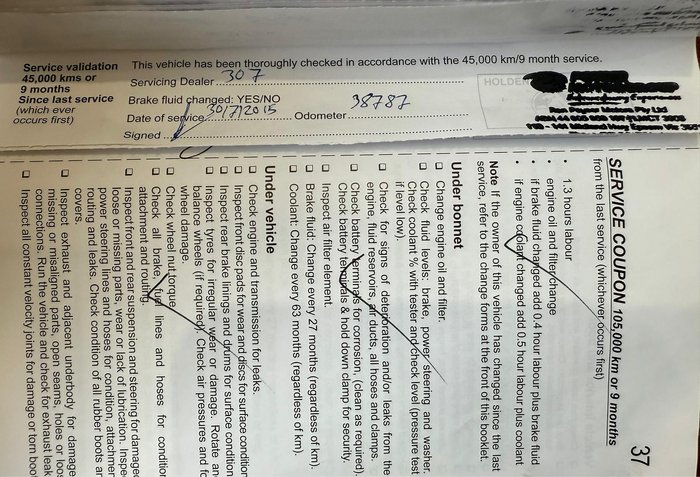 Service validation
45,000 kms or
9 months
Since last service
(which ever
occurs first)
This vehicle has been thoroughly checked in accordance with the 45,000 km/9 month service.
Servicing Dealer 307
Brake fluid changed: YES/NO
Date of service 30/7/2015 Odometer 38787
Signed
HOLDEN
37
SERVICE COUPON 105,000 km or 9 months
from the last service (whichever occurs first)
• 1.3 hours labour
• engine oil and filter change
• if brake fluid changed add 0.4 hour labour plus brake fluid
• if engine coolant changed add 0.5 hour labour plus coolant
Note If the owner of this vehicle has changed since the last
service, refer to the change forms at the front of this booklet.
Under bonnet
Change engine oil and filter.
Check fluid levels: brake, power steering and washer.
Check coolant % with tester and check level (pressure test
if level low).
Check for signs of deterioration and/or leaks from the
engine, fluid reservoirs, air ducts, all hoses and clamps.
Check battery terminals for corrosion, (clean as required).
Check battery terminals & hold down damp for security.
Inspect air filter element.
Brake fluid: Change every 27 months (regardless of km).
Coolant: Change every 63 months (regardless of km).
Under vehicle
Check engine and transmission for leaks.
Inspect front disc pads for wear and discs for surface condition
Inspect rear brake linings and drums for surface condition
Inspect tyres for irregular wear or damage. Rotate an
balance wheels (if required). Check air pressures and fo
wheel damage.
Check wheel nut torque.
Check all brake, fuel lines and hoses for condition
attachment and routing.
Inspect front and rear suspension and steering for damaged
loose or missing parts, wear or lack of lubrication. Inspe
power steering lines and hoses for condition, attachmen
routing and leaks. Check condition of all rubber boots an
covers.
Inspect exhaust and adjacent underbody for damage
missing or misaligned parts, open seams, holes or loos
connections. Run the vehicle and check for exhaust leak
Inspect all constant velocity joints for damage or torn boot